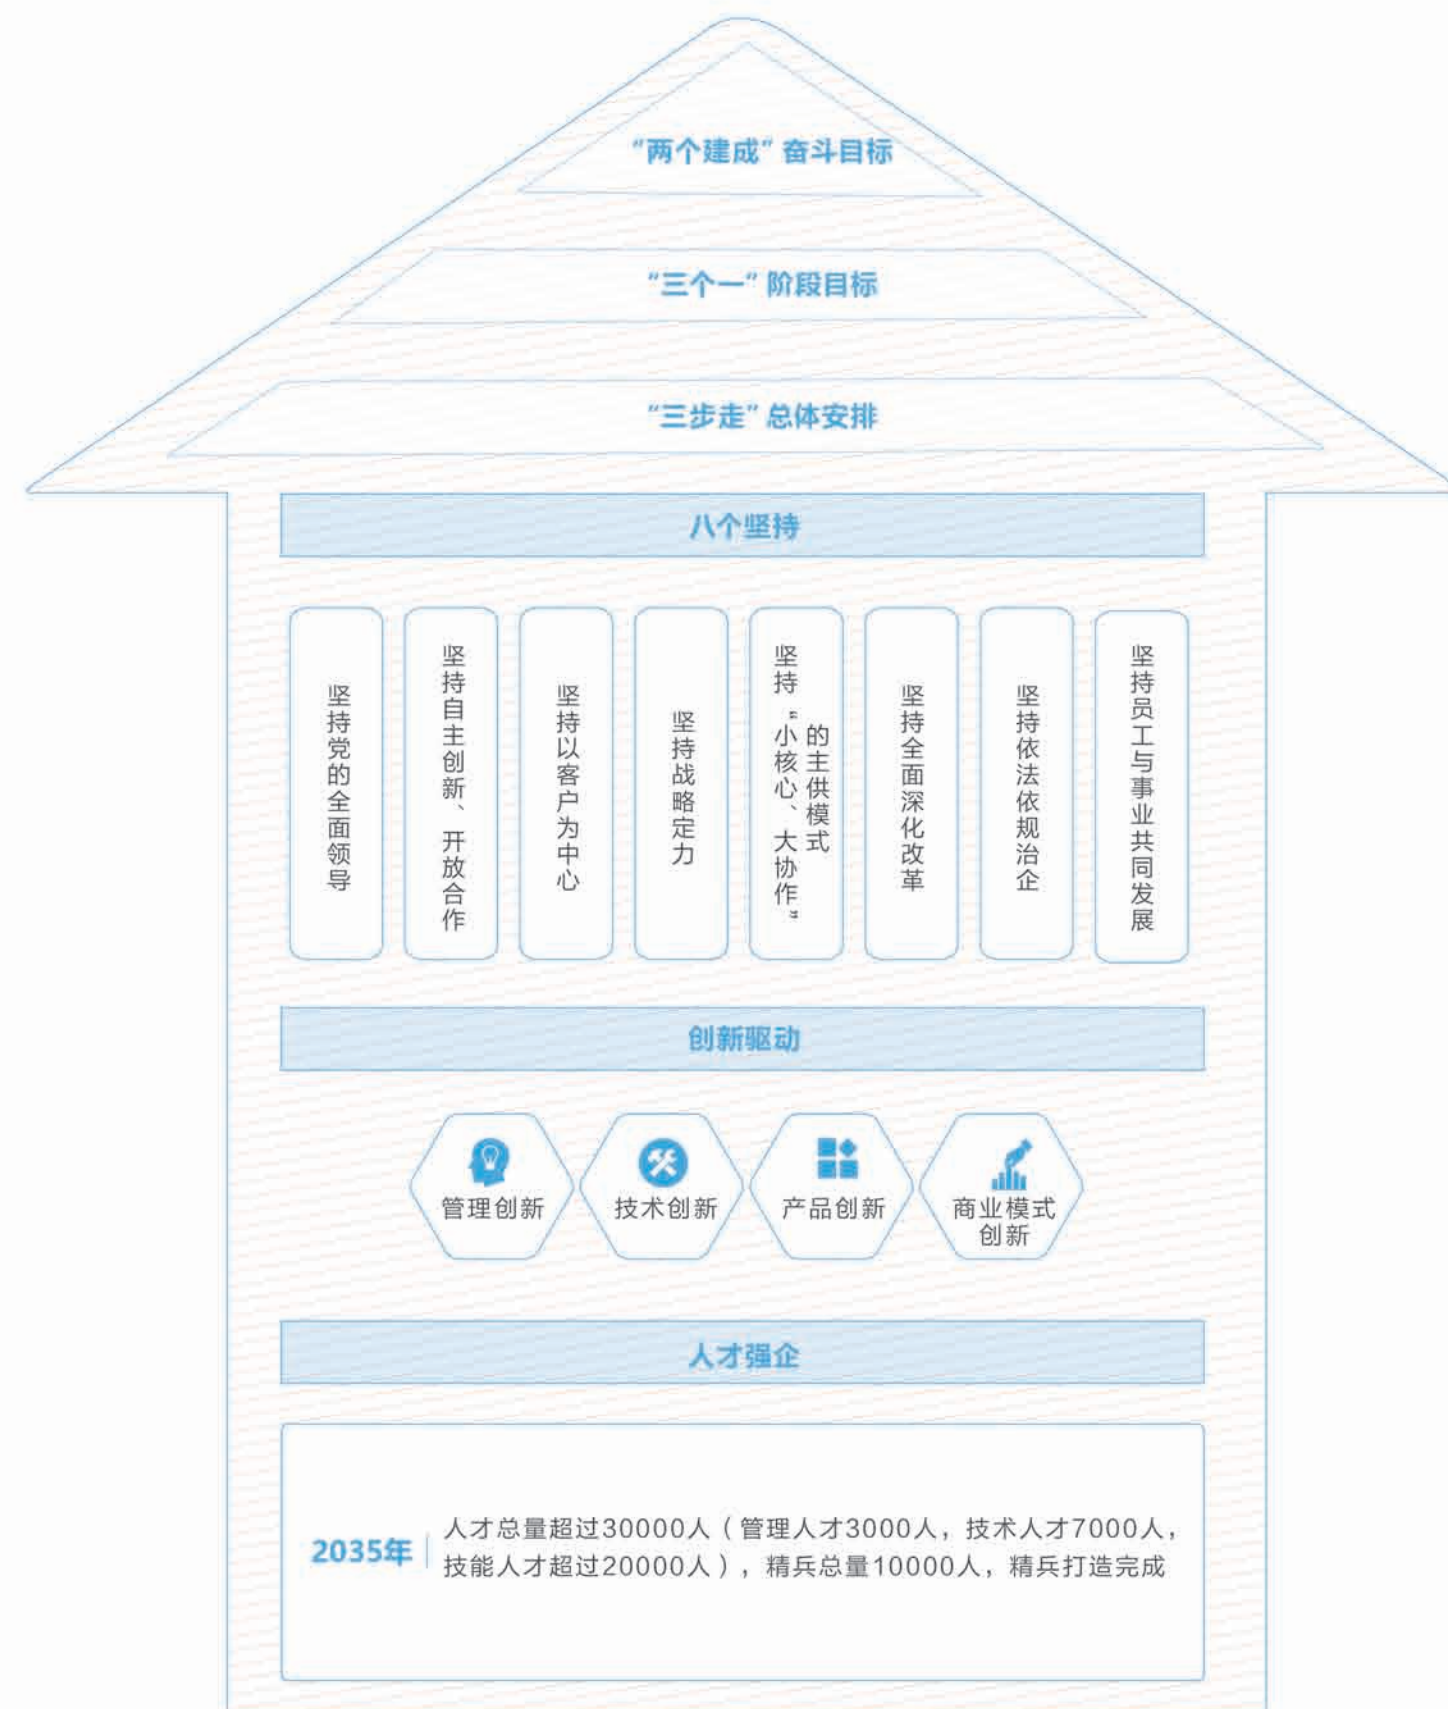 “两个建成”奋斗目标
“三个一”阶段目标
“三步走”总体安排
八个坚持
坚持党的全面领导
坚持自主创新、开放合作
坚持以客户为中心
坚持战略定力
坚持“小核心、大协作”
的主供模式
坚持全面深化改革
坚持依法依规治企
坚持员工与事业共同发展
创新驱动
管理创新
技术创新
产品创新
商业模式
创新
人才强企
2035年
人才总量超过30000人（管理人才3000人，技术人才7000人，
技能人才超过20000人），精兵总量10000人，精兵打造完成